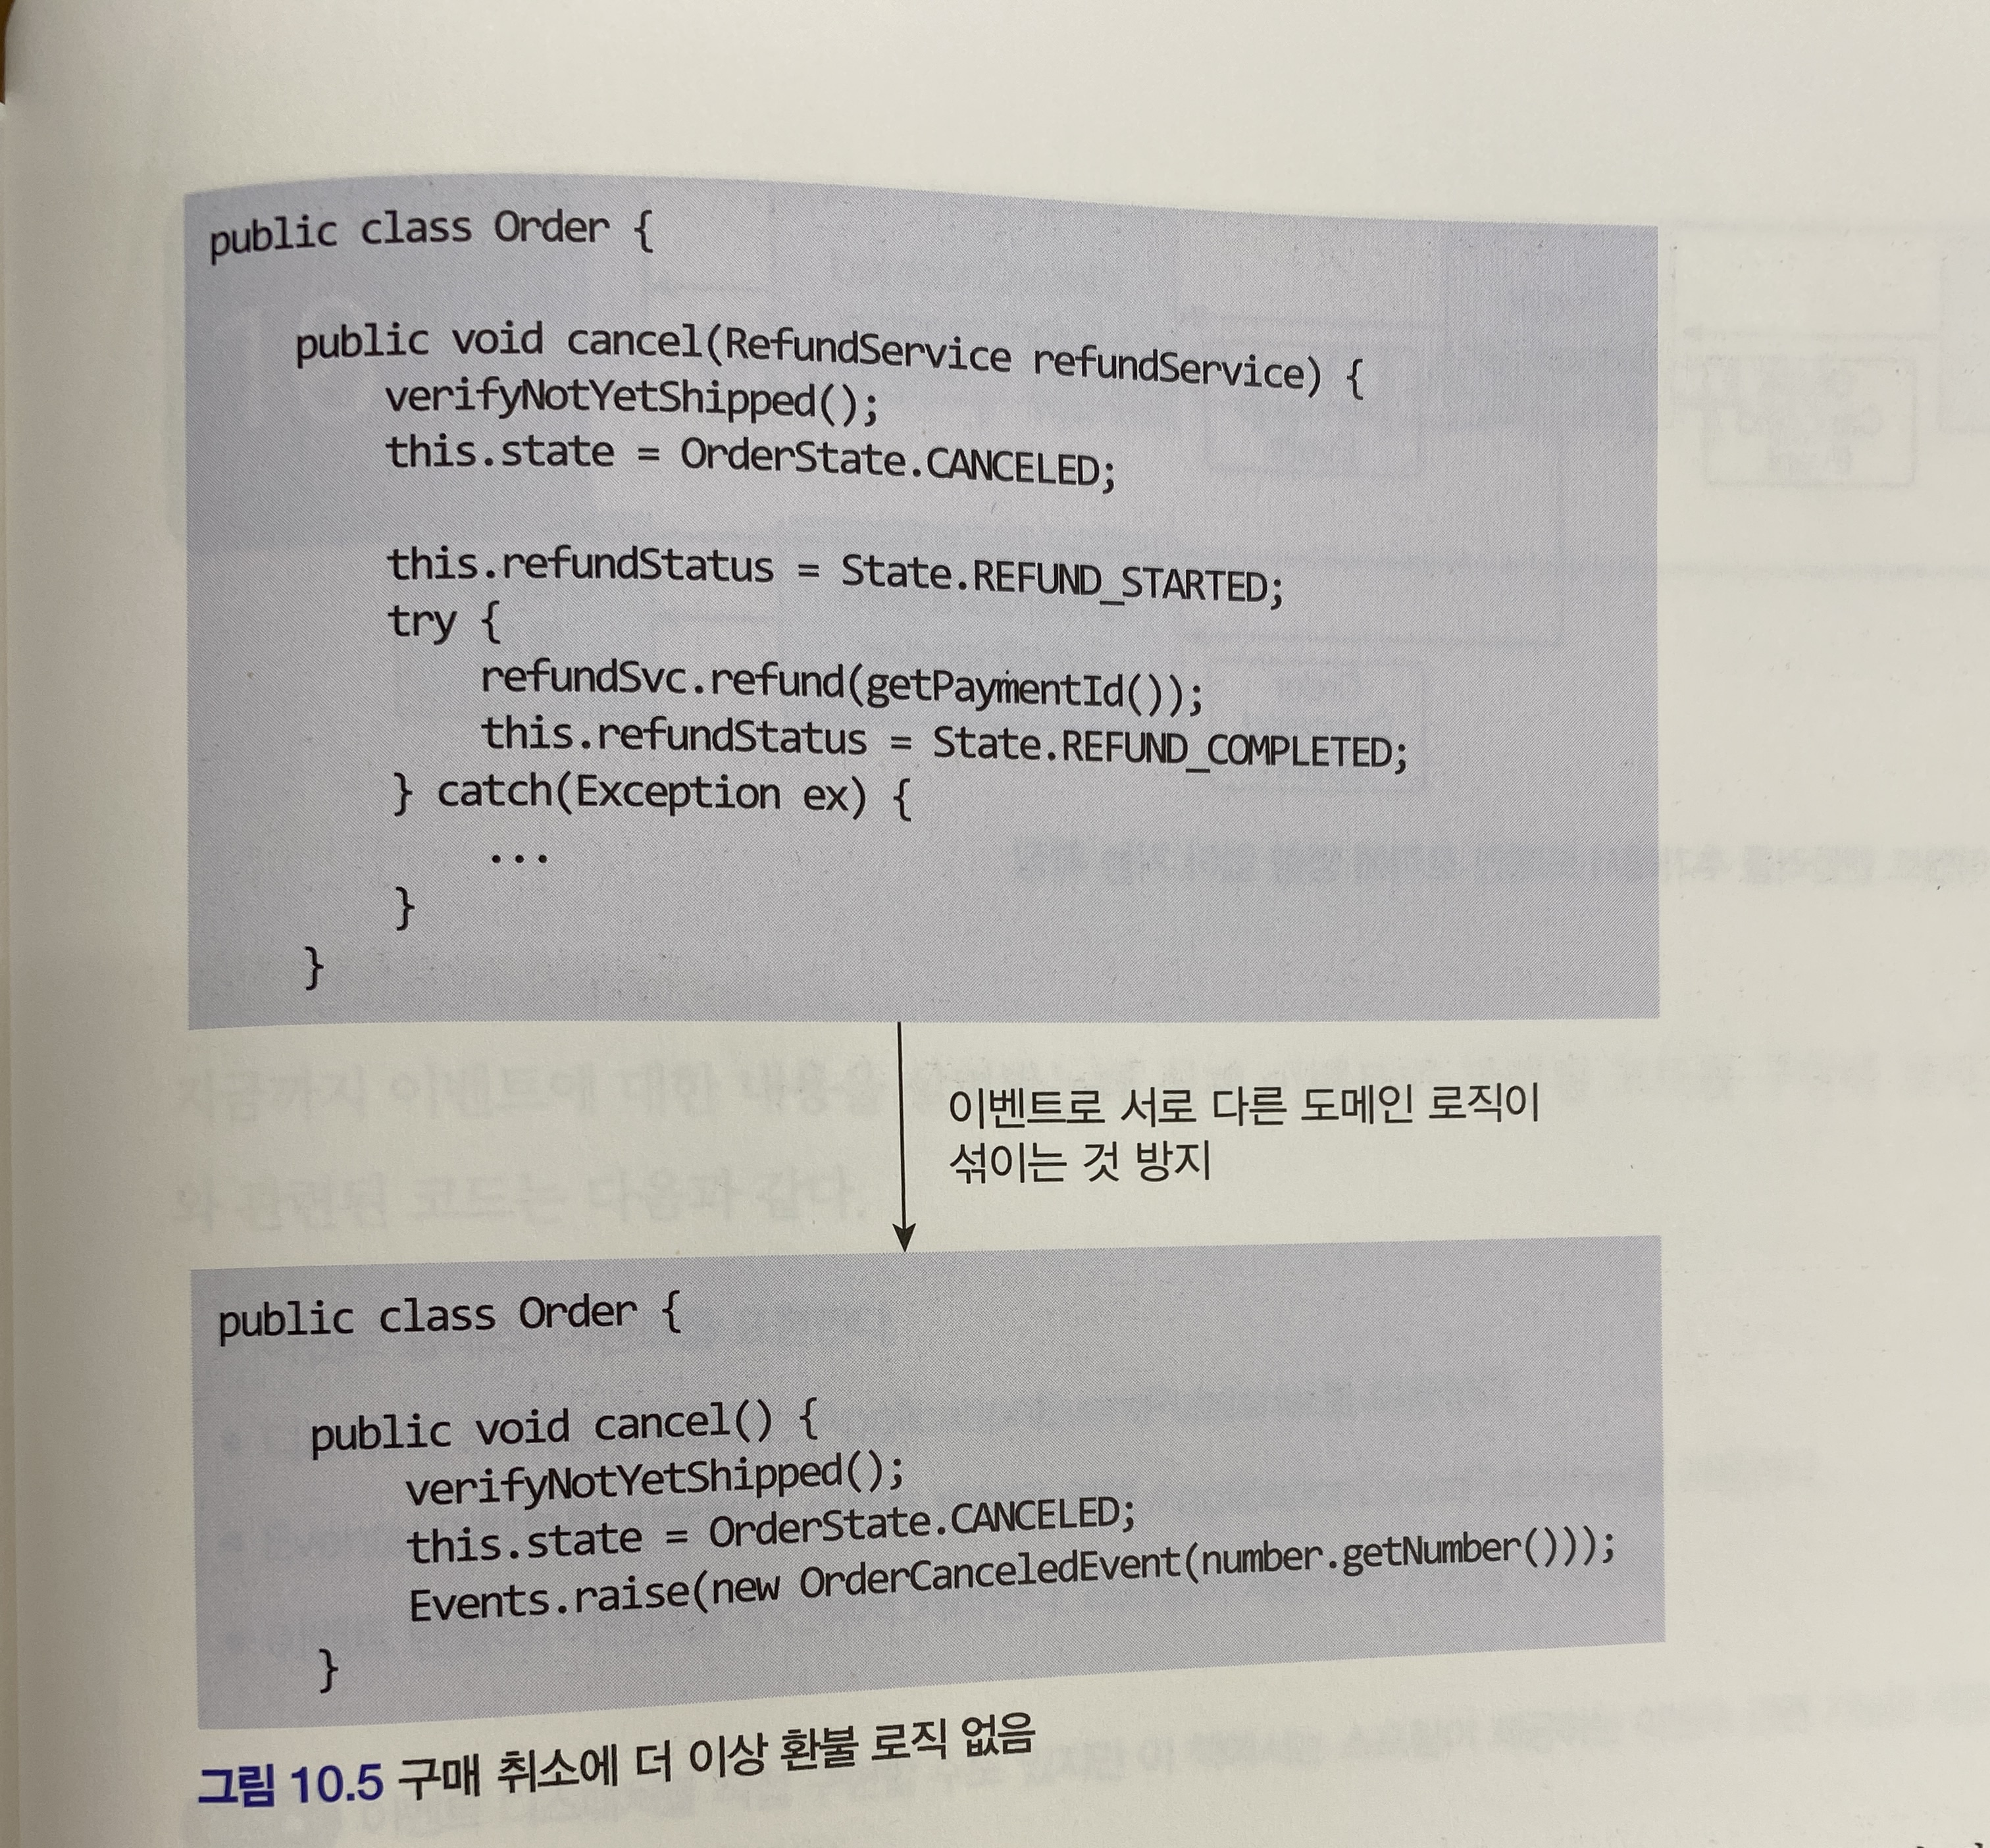 public class Order {
public void cancel(RefundService refundService) {
verifyNotYetShipped();
this.state = OrderState.CANCELED;
this.refundStatus = State.REFUND_STARTED;
try {
refundSvc.refund(getPaymentId());
this.refundStatus = State.REFUND_COMPLETED;
} catch(Exception ex) {
...
}
}
이벤트로 서로 다른 도메인 로직이
섞이는 것 방지
public class Order {
public void cancel() {
verifyNotYetShipped();
this.state = OrderState.CANCELED;
Events.raise(new OrderCanceledEvent(number.getNumber()));
}
그림 10.5 구매 취소에 더 이상 환불 로직 없음